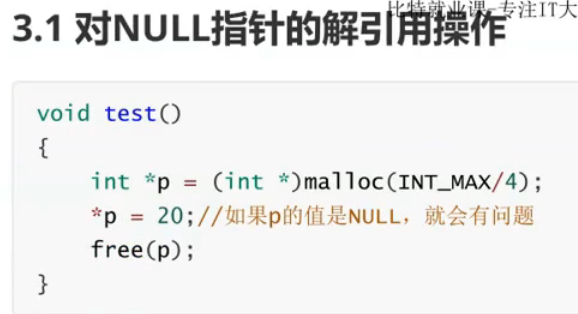 比特就业课-专注IT大
3.1 对NULL指针的解引用操作
void test()
{
    int *p = (int *)malloc(INT_MAX/4);
    *p = 20;//如果p的值是NULL，就会有问题
    free(p);
}